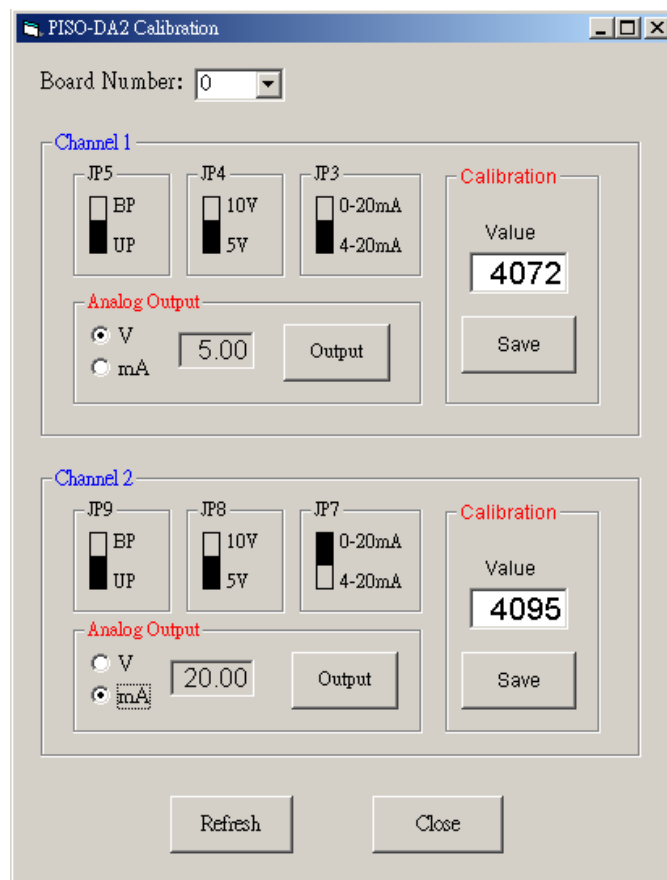 PISO-DA2 Calibration
Board Number: 0
Channel 1
JP5
BP
UP
JP4
10V
5V
JP3
0-20mA
4-20mA
Calibration
Value
4072
Save
Analog Output
V
mA
5.00
Output
Channel 2
JP9
BP
UP
JP8
10V
5V
JP7
0-20mA
4-20mA
Calibration
Value
4095
Save
Analog Output
V
mA
20.00
Output
Refresh
Close